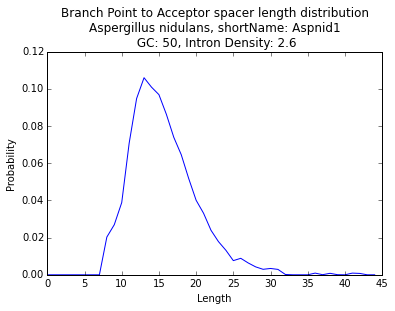 Branch Point to Acceptor spacer length distribution
Aspergillus nidulans, shortName: Aspnid1
GC: 50, Intron Density: 2.6
0.12
0.10
0.08
0.06
0.04
0.02
0.00
Probability
0 5 10 15 20 25 30 35 40 45
Length